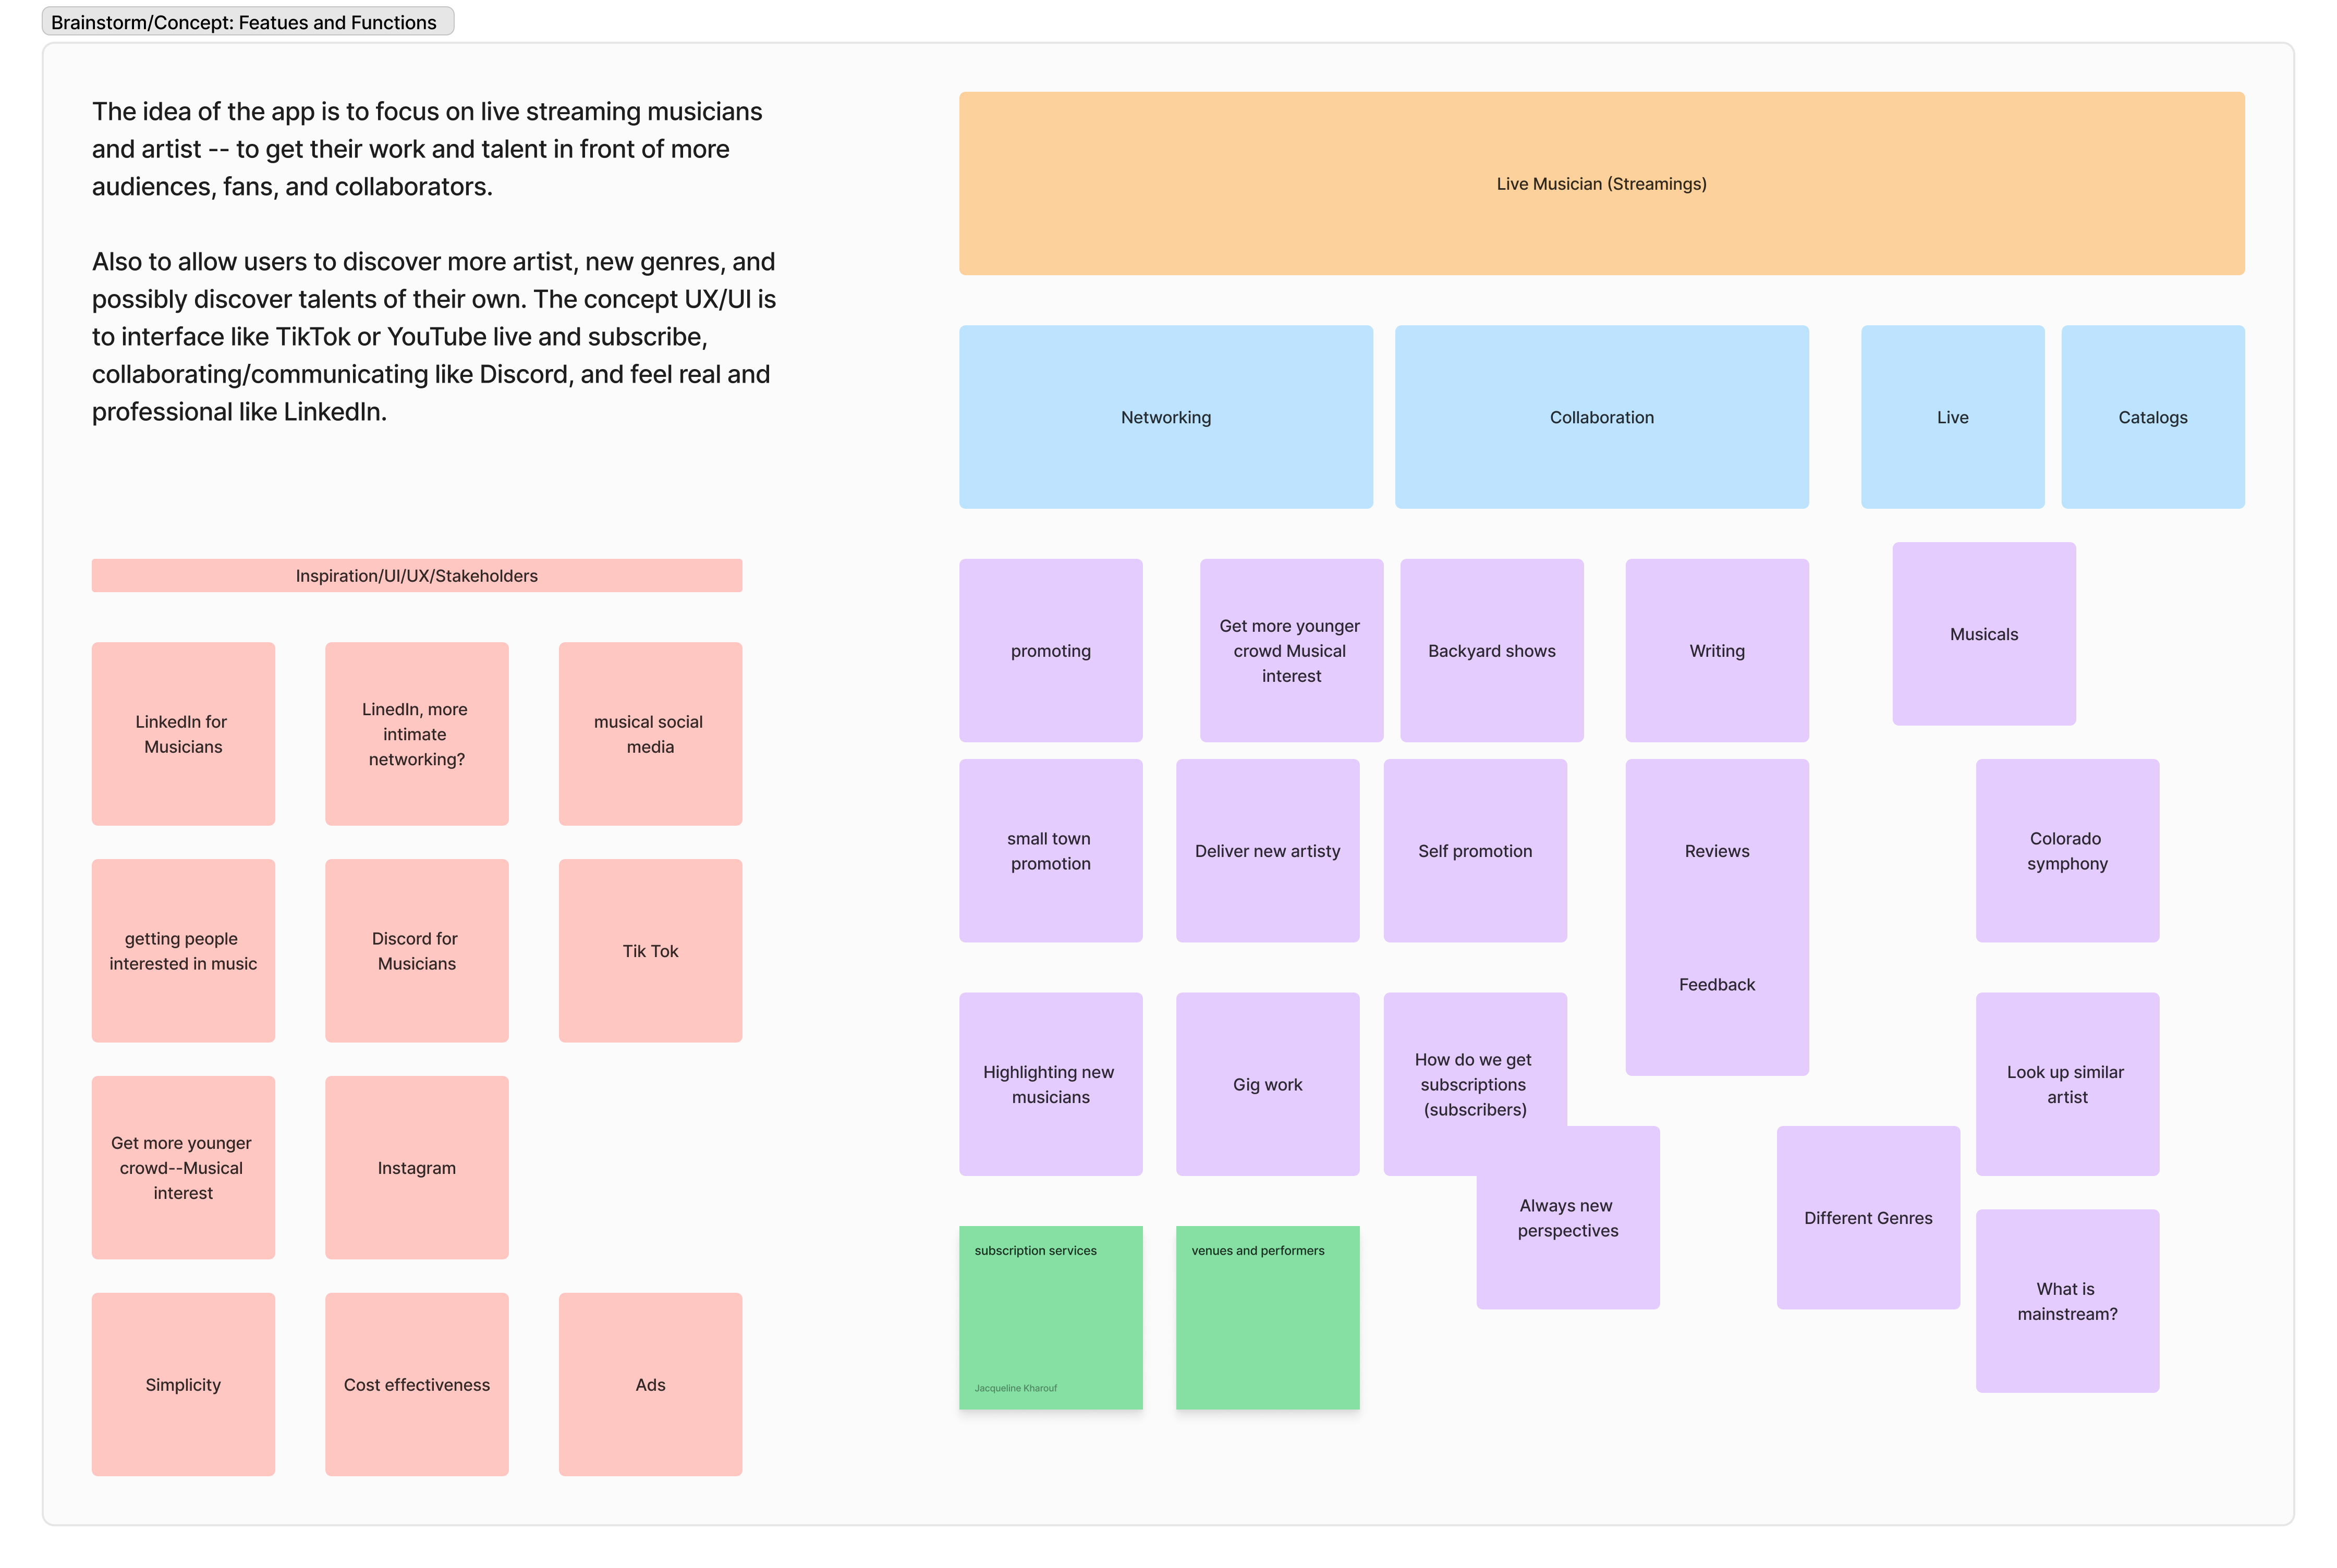 Brainstorm/Concept: Featues and Functions
The idea of the app is to focus on live streaming musicians
and artist -- to get their work and talent in front of more
audiences, fans, and collaborators.
Also to allow users to discover more artist, new genres, and
possibly discover talents of their own. The concept UX/UI is
to interface like TikTok or YouTube live and subscribe,
collaborating/communicating like Discord, and feel real and
professional like LinkedIn.
Inspiration/UI/UX/Stakeholders
LinkedIn for
Musicians
LinedIn, more
intimate
networking?
musical social
media
getting people
interested in music
Discord for
Musicians
Tik Tok
Get more younger
crowd--Musical
interest
Instagram
Simplicity
Cost effectiveness
Ads
Live Musician (Streamings)
Networking
Collaboration
Live
Catalogs
promoting
Get more younger
crowd Musical
interest
Backyard shows
Writing
Musicals
small town
promotion
Deliver new artisty
Self promotion
Reviews
Colorado
symphony
Feedback
Highlighting new
musicians
Gig work
How do we get
subscriptions
(subscribers)
Look up similar
artist
Always new
perspectives
Different Genres
What is
mainstream?
subscription services
Jacqueline Kharouf
venues and performers